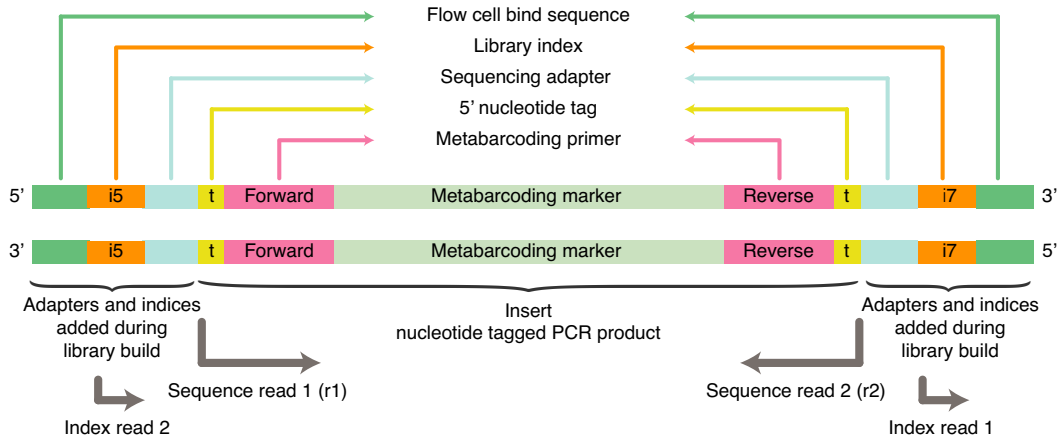 Flow cell bind sequence
Library index
Sequencing adapter
5’ nucleotide tag
Metabarcoding primer
5’ i5 t Forward Metabarcoding marker Reverse t i7 3’
3’ i5 t Forward Metabarcoding marker Reverse t i7 5’
Adapters and indices
added during
library build
Insert
nucleotide tagged PCR product
Adapters and indices
added during
library build
Sequence read 1 (r1)
Sequence read 2 (r2)
Index read 2
Index read 1